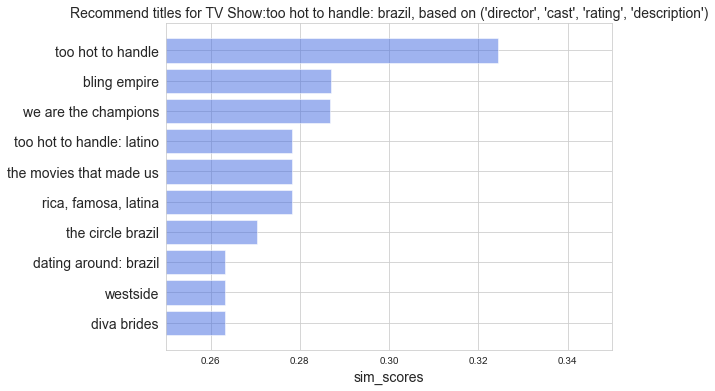 Recommend titles for TV Show:too hot to handle: brazil, based on ('director', 'cast', 'rating', 'description')
too hot to handle
bling empire
we are the champions
too hot to handle: latino
the movies that made us
rica, famosa, latina
the circle brazil
dating around: brazil
westside
diva brides
0.26 0.28 0.30 0.32 0.34
sim_scores